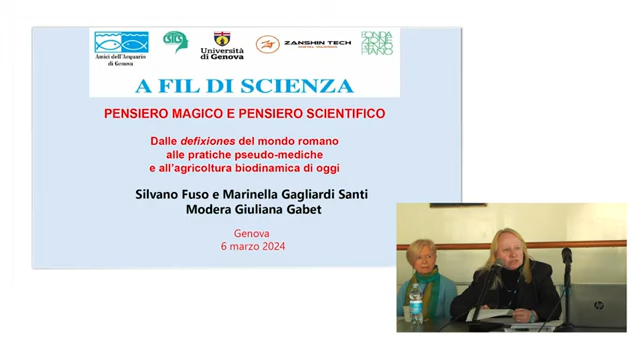 Amici dell'Acquario
di Genova
Università
di Genova
ZANSHIN TECH
A FIL DI SCIENZA
PENSIERO MAGICO E PENSIERO SCIENTIFICO
Dalle defixiones del mondo romano
alle pratiche pseudo-mediche
e all'agricoltura biodinamica di oggi
Silvano Fuso e Marinella Gagliardi Santi
Modera Giuliana Gabet
Genova
6 marzo 2024
hp